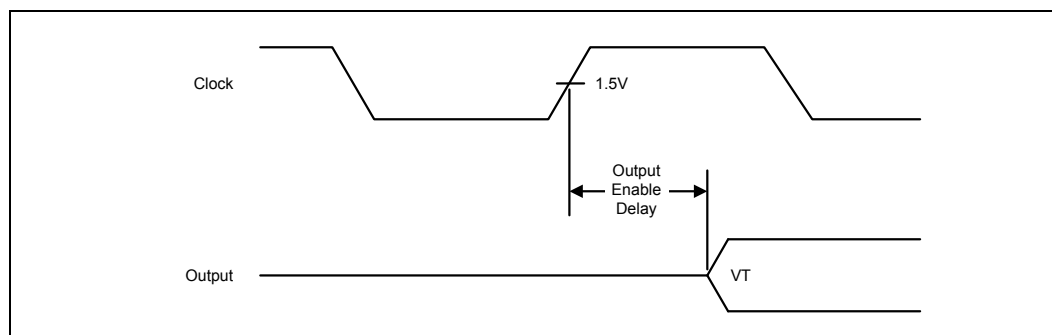 Clock
1.5V
Output
Enable
Delay
Output
VT